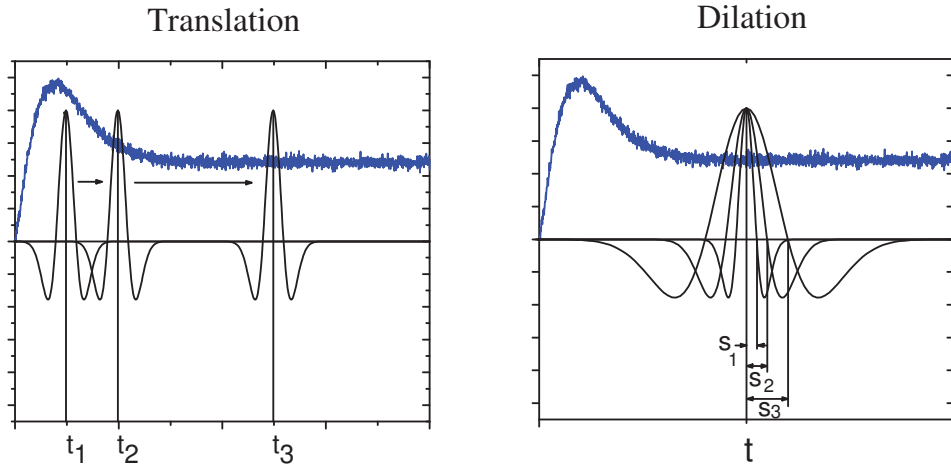 Translation
Dilation
t1 t2 t3
s1
s2
s3
t